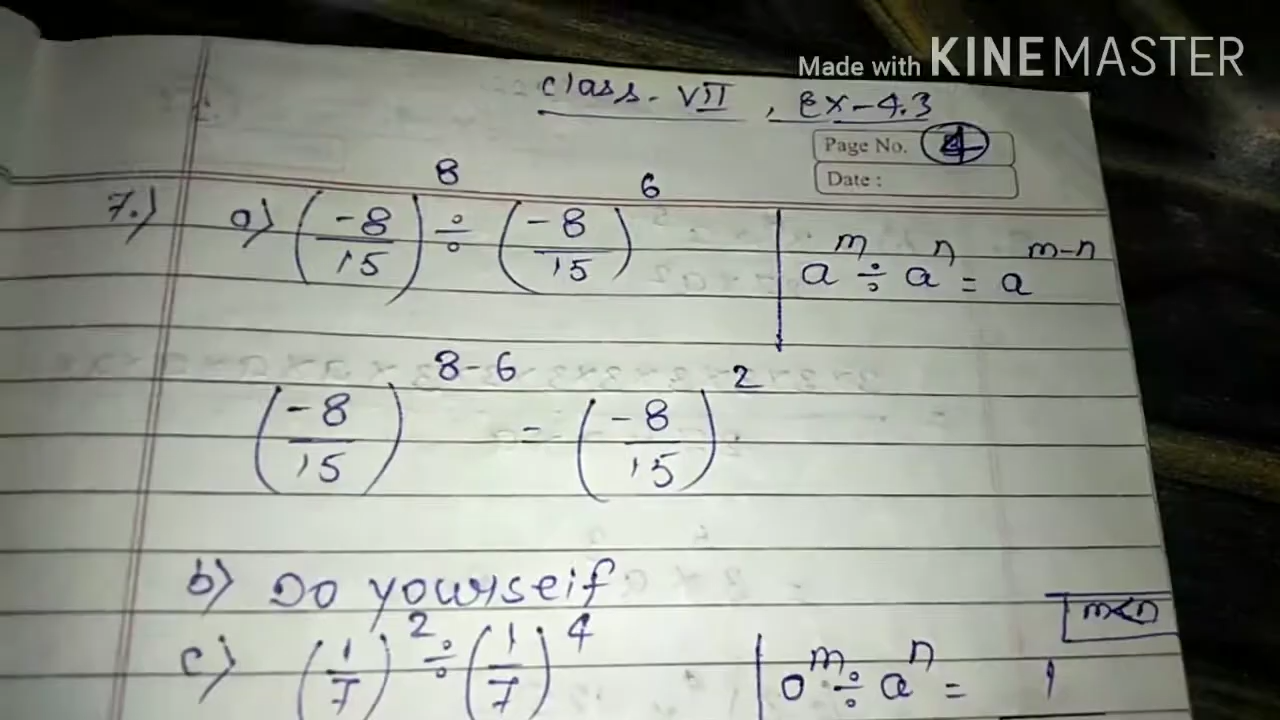 Made with KINEMASTER
Class - VII, Ex-4.3
Page No. 4
Date :
7.) a) (-8/15)^8 ÷ (-8/15)^6 | a^m ÷ a^n = a^m-n
(-8/15)^8-6 = (-8/15)^2
b) Do yourself
m<n
c) (1/7)^2 ÷ (1/7)^4 | a^m ÷ a^n = 1